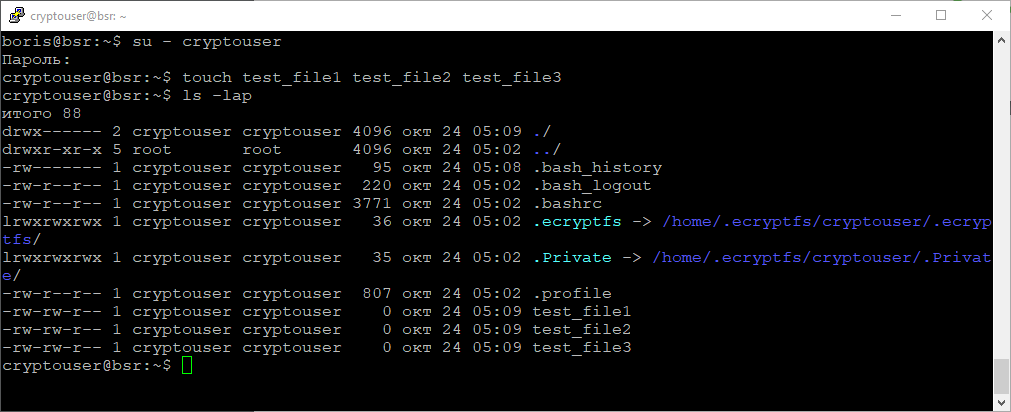 cryptouser@bsr: ~
boris@bsr:~$ su - cryptouser
Пароль:
cryptouser@bsr:~$ touch test_file1 test_file2 test_file3
cryptouser@bsr:~$ ls -lap
итого 88
drwx------ 2 cryptouser cryptouser 4096 окт 24 05:09 ./
drwxr-xr-x 5 root       root       4096 окт 24 05:02 ../
-rw------- 1 cryptouser cryptouser   95 окт 24 05:08 .bash_history
-rw-r--r-- 1 cryptouser cryptouser  220 окт 24 05:02 .bash_logout
-rw-r--r-- 1 cryptouser cryptouser 3771 окт 24 05:02 .bashrc
lrwxrwxrwx 1 cryptouser cryptouser   36 окт 24 05:02 .ecryptfs -> /home/.ecryptfs/cryptouser/.ecryp
tfs/
lrwxrwxrwx 1 cryptouser cryptouser   35 окт 24 05:02 .Private -> /home/.ecryptfs/cryptouser/.Privat
e/
-rw-r--r-- 1 cryptouser cryptouser  807 окт 24 05:02 .profile
-rw-rw-r-- 1 cryptouser cryptouser    0 окт 24 05:09 test_file1
-rw-rw-r-- 1 cryptouser cryptouser    0 окт 24 05:09 test_file2
-rw-rw-r-- 1 cryptouser cryptouser    0 окт 24 05:09 test_file3
cryptouser@bsr:~$